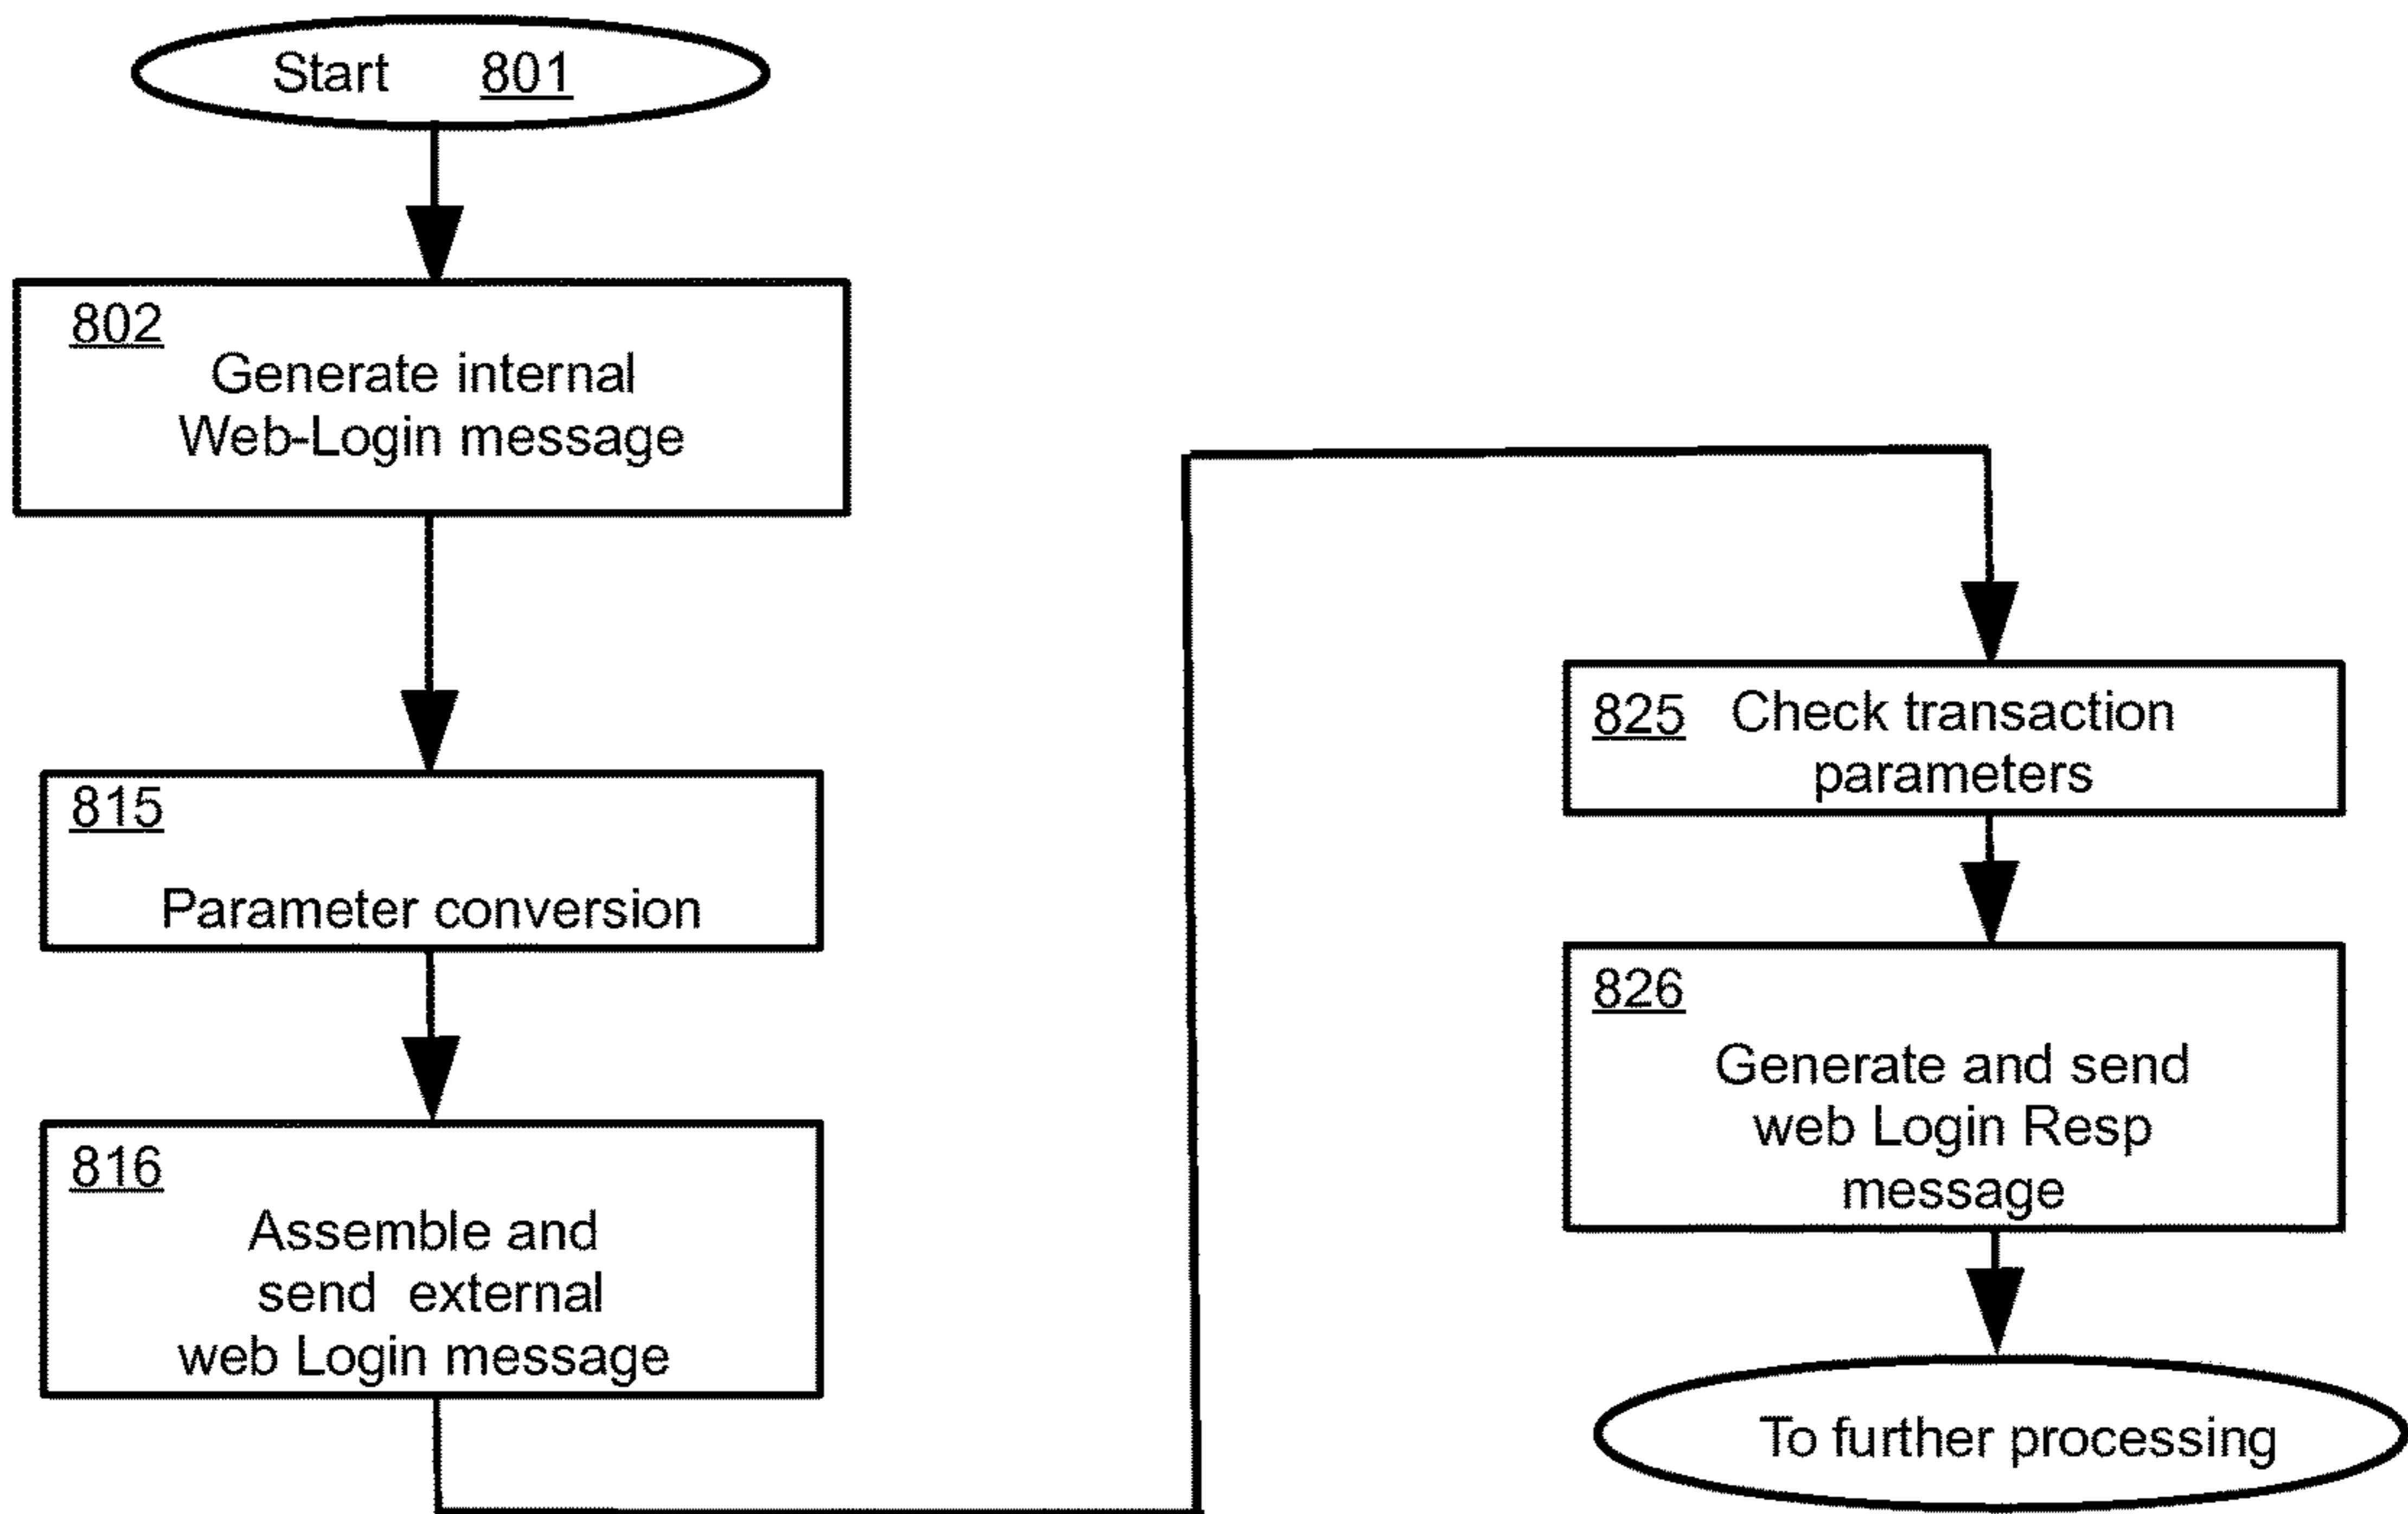 Start 801
802
Generate internal
Web-Login message
815
Parameter conversion
816
Assemble and
send external
web Login message
825 Check transaction
parameters
826
Generate and send
web Login Resp
message
To further processing